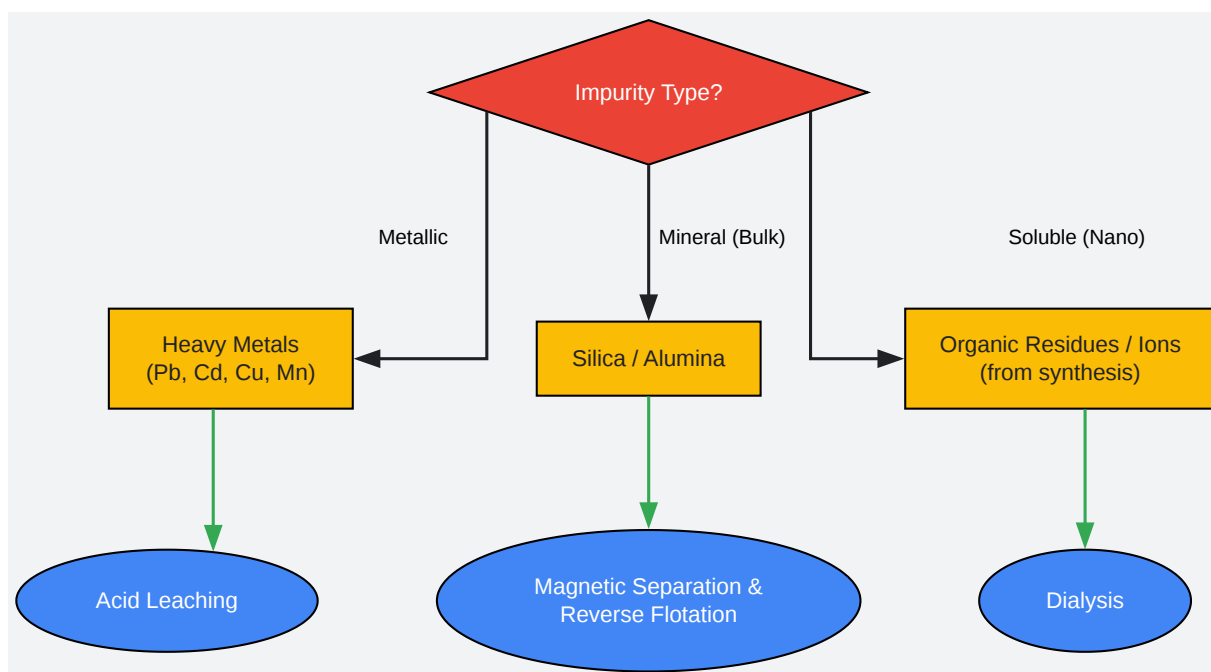 Impurity Type?
Metallic
Mineral (Bulk)
Soluble (Nano)
Heavy Metals
(Pb, Cd, Cu, Mn)
Silica / Alumina
Organic Residues / Ions
(from synthesis)
Acid Leaching
Magnetic Separation &
Reverse Flotation
Dialysis